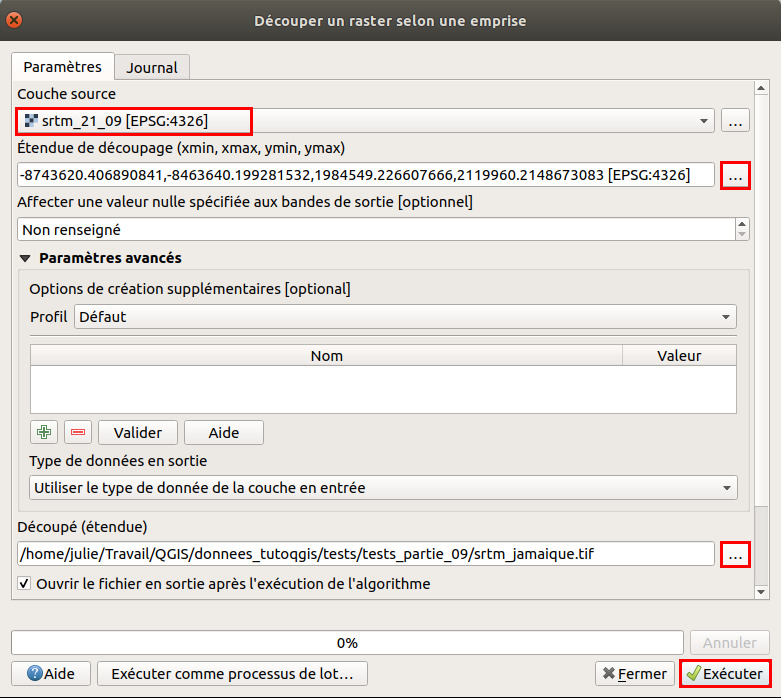 Découper un raster selon une emprise
Paramètres Journal
Couche source
srtm_21_09 [EPSG:4326] ...
Étendue de découpage (xmin, xmax, ymin, ymax)
-8743620.406890841,-8463640.199281532,1984549.226607666,2119960.2148673083 [EPSG:4326] ...
Affecter une valeur nulle spécifiée aux bandes de sortie [optionnel]
Non renseigné
Paramètres avancés
Options de création supplémentaires [optional]
Profil Défaut
Nom Valeur
Valider Aide
Type de données en sortie
Utiliser le type de donnée de la couche en entrée
Découpé (étendue)
/home/julie/Travail/QGIS/donnees_tutoqgis/tests/tests_partie_09/srtm_jamaique.tif ...
Ouvrir le fichier en sortie après l'exécution de l'algorithme
0% Annuler
Aide Exécuter comme processus de lot... Fermer Exécuter